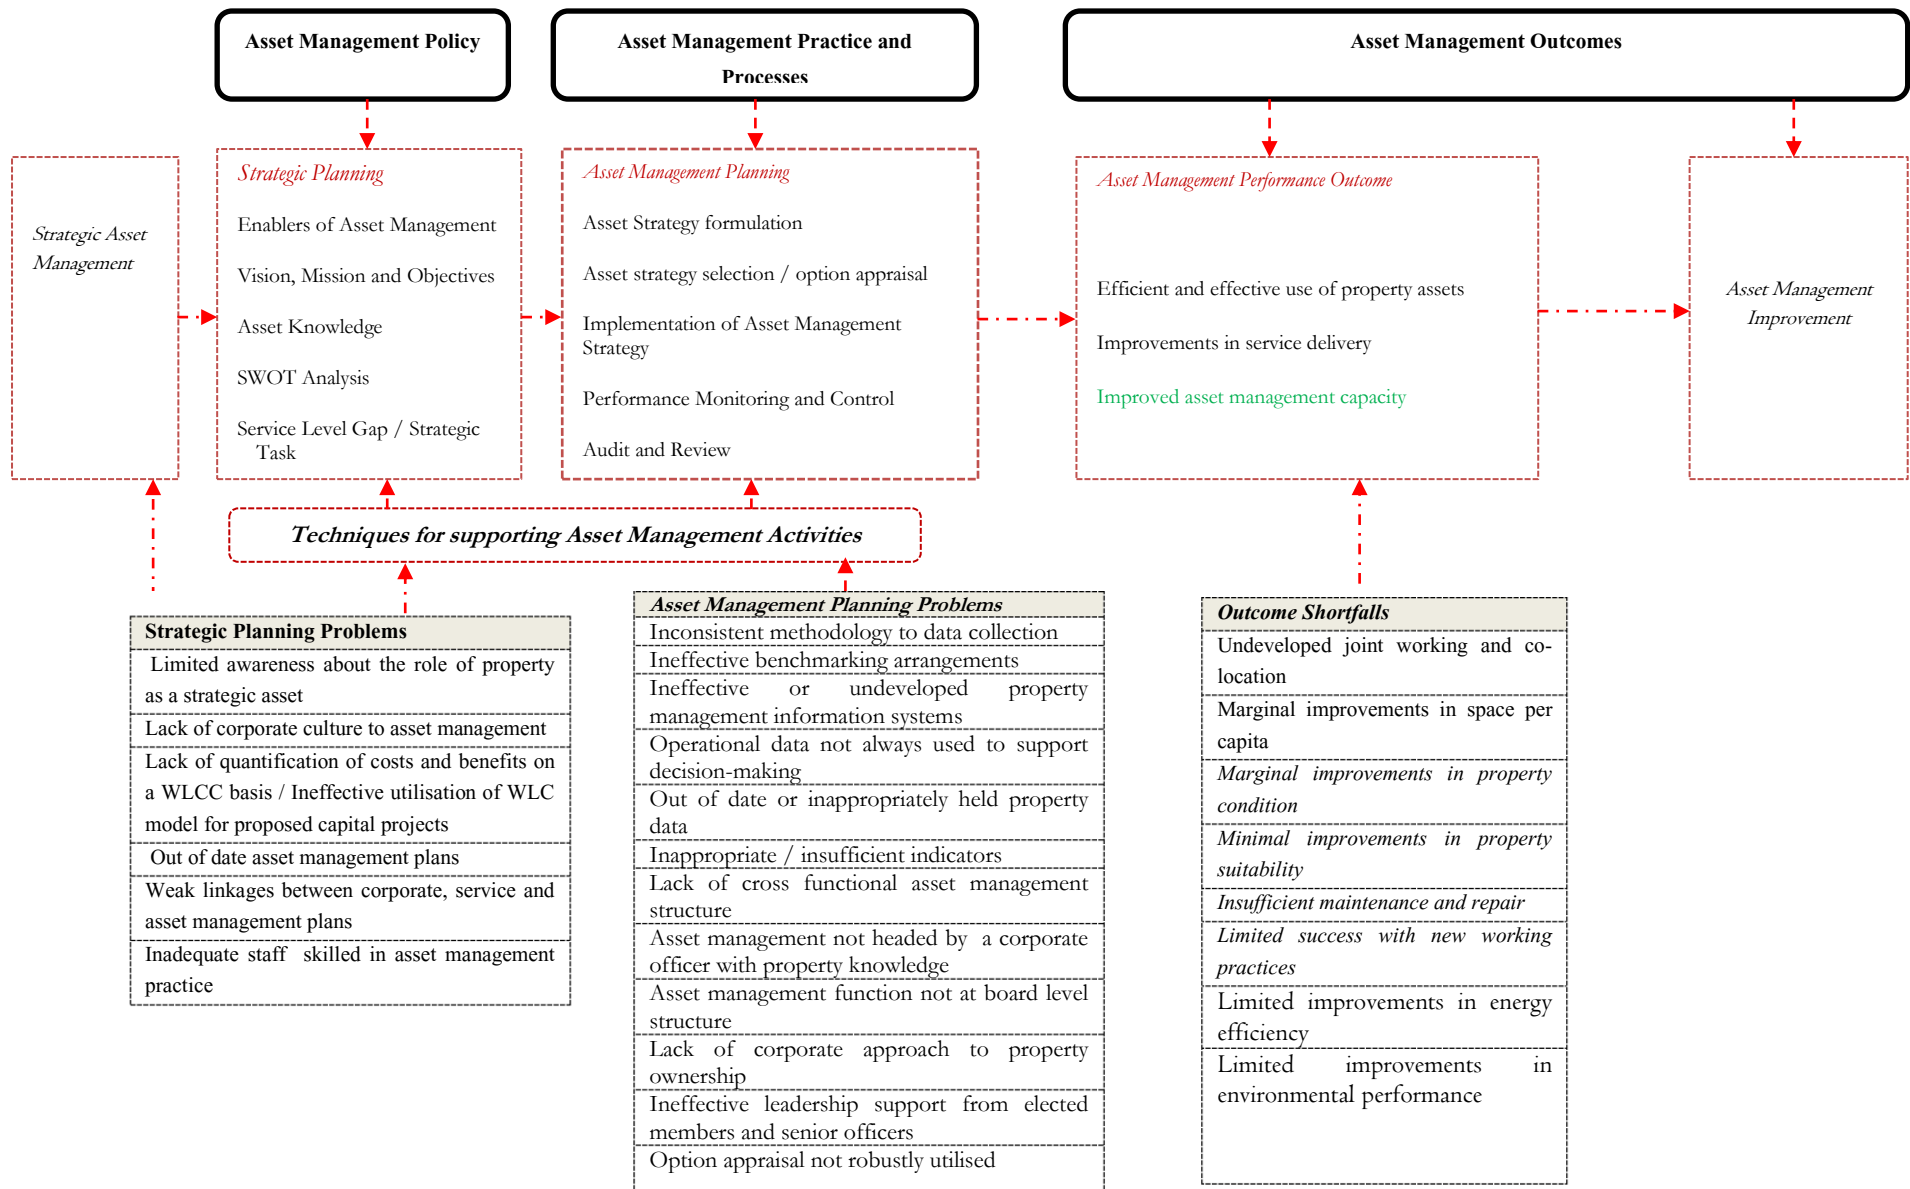 Asset Management Policy
Asset Management Practice and
Processes
Asset Management Outcomes
Strategic Asset
Management
Strategic Planning
Enablers of Asset Management
Vision, Mission and Objectives
Asset Knowledge
SWOT Analysis
Service Level Gap / Strategic
Task
Asset Management Planning
Asset Strategy formulation
Asset strategy selection / option appraisal
Implementation of Asset Management
Strategy
Performance Monitoring and Control
Audit and Review
Asset Management Performance Outcome
Efficient and effective use of property assets
Improvements in service delivery
Improved asset management capacity
Asset Management
Improvement
Techniques for supporting Asset Management Activities
Strategic Planning Problems
Limited awareness about the role of property
as a strategic asset
Lack of corporate culture to asset management
Lack of quantification of costs and benefits on
a WLCC basis / Ineffective utilisation of WLC
model for proposed capital projects
Out of date asset management plans
Weak linkages between corporate, service and
asset management plans
Inadequate staff skilled in asset management
practice
Asset Management Planning Problems
Inconsistent methodology to data collection
Ineffective benchmarking arrangements
Ineffective or undeveloped property
management information systems
Operational data not always used to support
decision-making
Out of date or inappropriately held property
data
Inappropriate / insufficient indicators
Lack of cross functional asset management
structure
Asset management not headed by a corporate
officer with property knowledge
Asset management function not at board level
structure
Lack of corporate approach to property
ownership
Ineffective leadership support from elected
members and senior officers
Option appraisal not robustly utilised
Outcome Shortfalls
Undeveloped joint working and co-
location
Marginal improvements in space per
capita
Marginal improvements in property
condition
Minimal improvements in property
suitability
Insufficient maintenance and repair
Limited success with new working
practices
Limited improvements in energy
efficiency
Limited improvements in
environmental performance